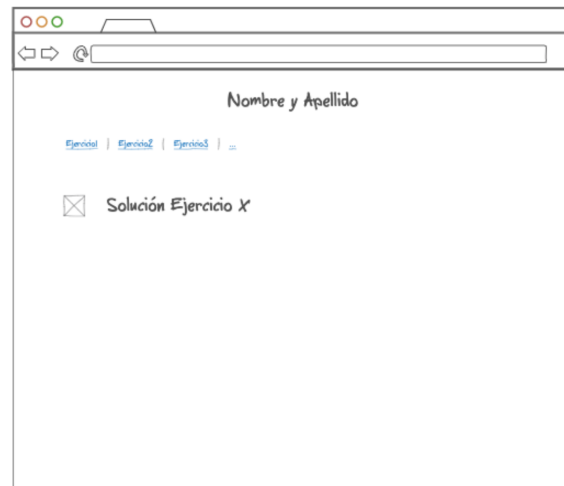 Nombre y Apellido
Ejercicio1 | Ejercicio2 | Ejercicio3 | ...
Solución Ejercicio X